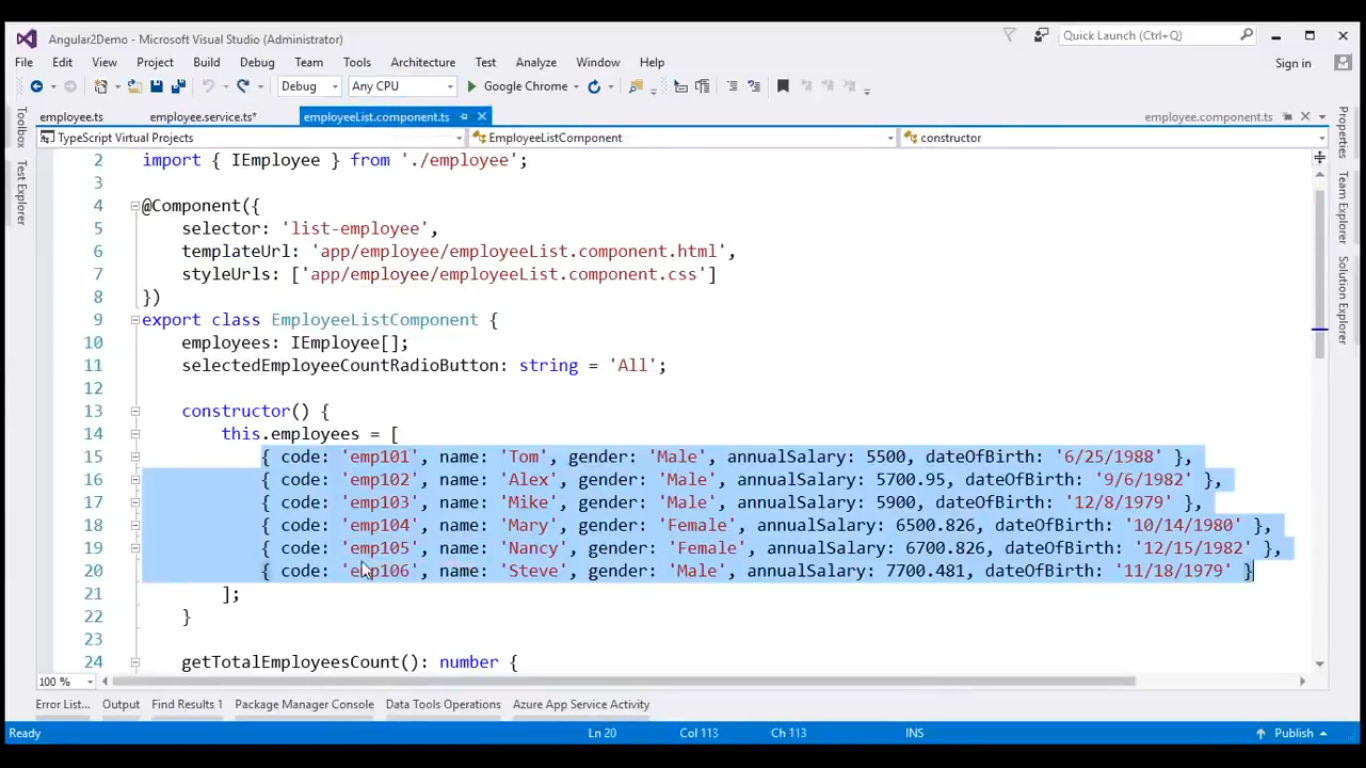 Angular2Demo - Microsoft Visual Studio (Administrator)
Quick Launch (Ctrl+Q)
File Edit View Project Build Debug Team Tools Architecture Test Analyze Window Help
Sign in
Debug Any CPU Google Chrome
employee.ts employee.service.ts* employeeList.component.ts employee.component.ts
TypeScript Virtual Projects EmployeeListComponent constructor
Toolbox
Test Explorer
Properties
Team Explorer
Solution Explorer
2 import { IEmployee } from './employee';
3
4 @Component({
5 selector: 'list-employee',
6 templateUrl: 'app/employee/employeeList.component.html',
7 styleUrls: ['app/employee/employeeList.component.css']
8 })
9 export class EmployeeListComponent {
10 employees: IEmployee[];
11 selectedEmployeeCountRadioButton: string = 'All';
12
13 constructor() {
14 this.employees = [
15 { code: 'emp101', name: 'Tom', gender: 'Male', annualSalary: 5500, dateOfBirth: '6/25/1988' },
16 { code: 'emp102', name: 'Alex', gender: 'Male', annualSalary: 5700.95, dateOfBirth: '9/6/1982' },
17 { code: 'emp103', name: 'Mike', gender: 'Male', annualSalary: 5900, dateOfBirth: '12/8/1979' },
18 { code: 'emp104', name: 'Mary', gender: 'Female', annualSalary: 6500.826, dateOfBirth: '10/14/1980' },
19 { code: 'emp105', name: 'Nancy', gender: 'Female', annualSalary: 6700.826, dateOfBirth: '12/15/1982' },
20 { code: 'emp106', name: 'Steve', gender: 'Male', annualSalary: 7700.481, dateOfBirth: '11/18/1979' }
21 ];
22 }
23
24 getTotalEmployeesCount(): number {
100 %
Error List... Output Find Results 1 Package Manager Console Data Tools Operations Azure App Service Activity
Ready Ln 20 Col 113 Ch 113 INS Publish